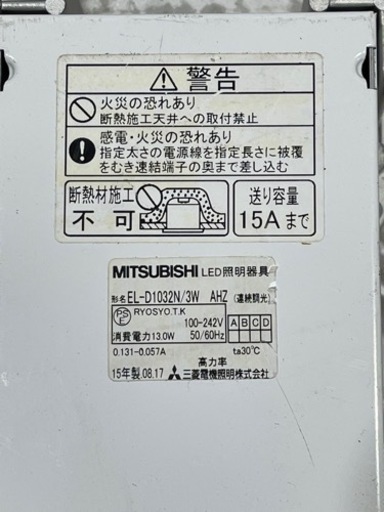 警告
火災の恐れあり
断熱施工天井への取付禁止
感電・火災の恐れあり
指定太さの電源線を指定長さに被覆
をむき速結端子の奥まで差し込む
断熱材施工
不可
送り容量
15Aまで
MITSUBISHI LED照明器具
形名 EL-D1032N/3W AHZ (連続調光)
PS E RYOSYO.T.K
100-242V A B C D
消費電力13.0W 50/60Hz
0.131-0.057A ta30℃
高力率
15年製 08.17 三菱電機照明株式会社